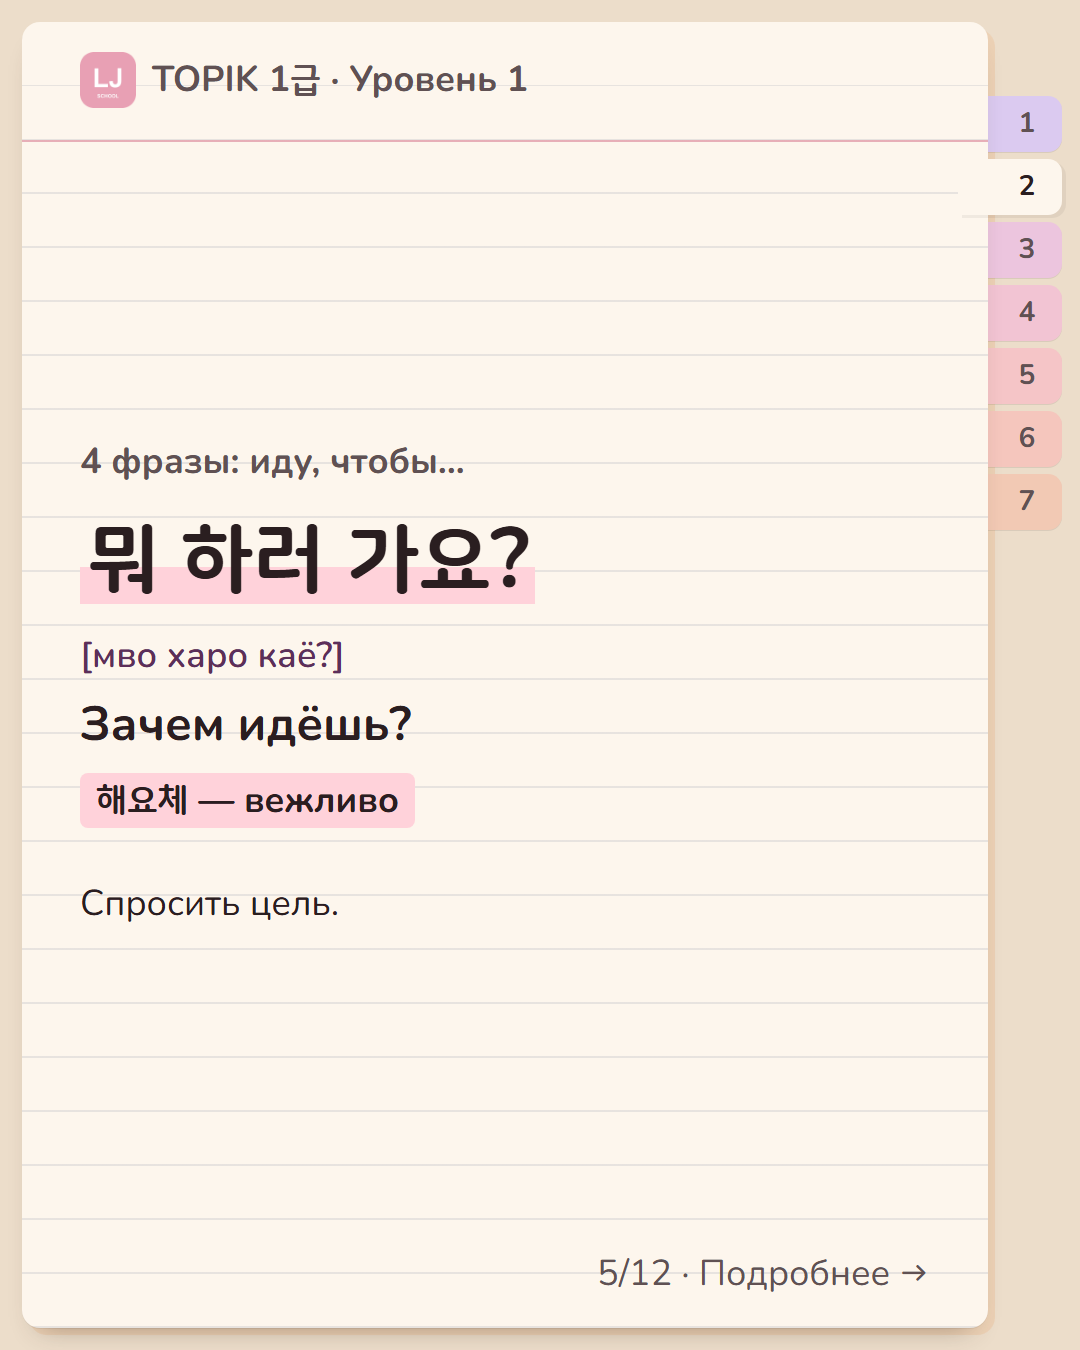 LJ
SCHOOL
TOPIK 1급 · Уровень 1
1
2
3
4
5
6
7
4 фразы: иду, чтобы...
뭐 하러 가요?
[мво харо каё?]
Зачем идёшь?
해요체 — вежливо
Спросить цель.
5/12 · Подробнее →